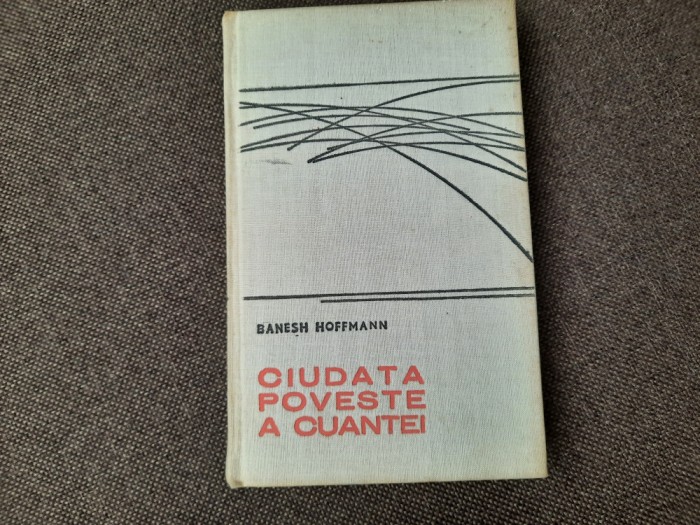 BANESH HOFFMANN
CIUDATA
POVESTE
A CUANTEI